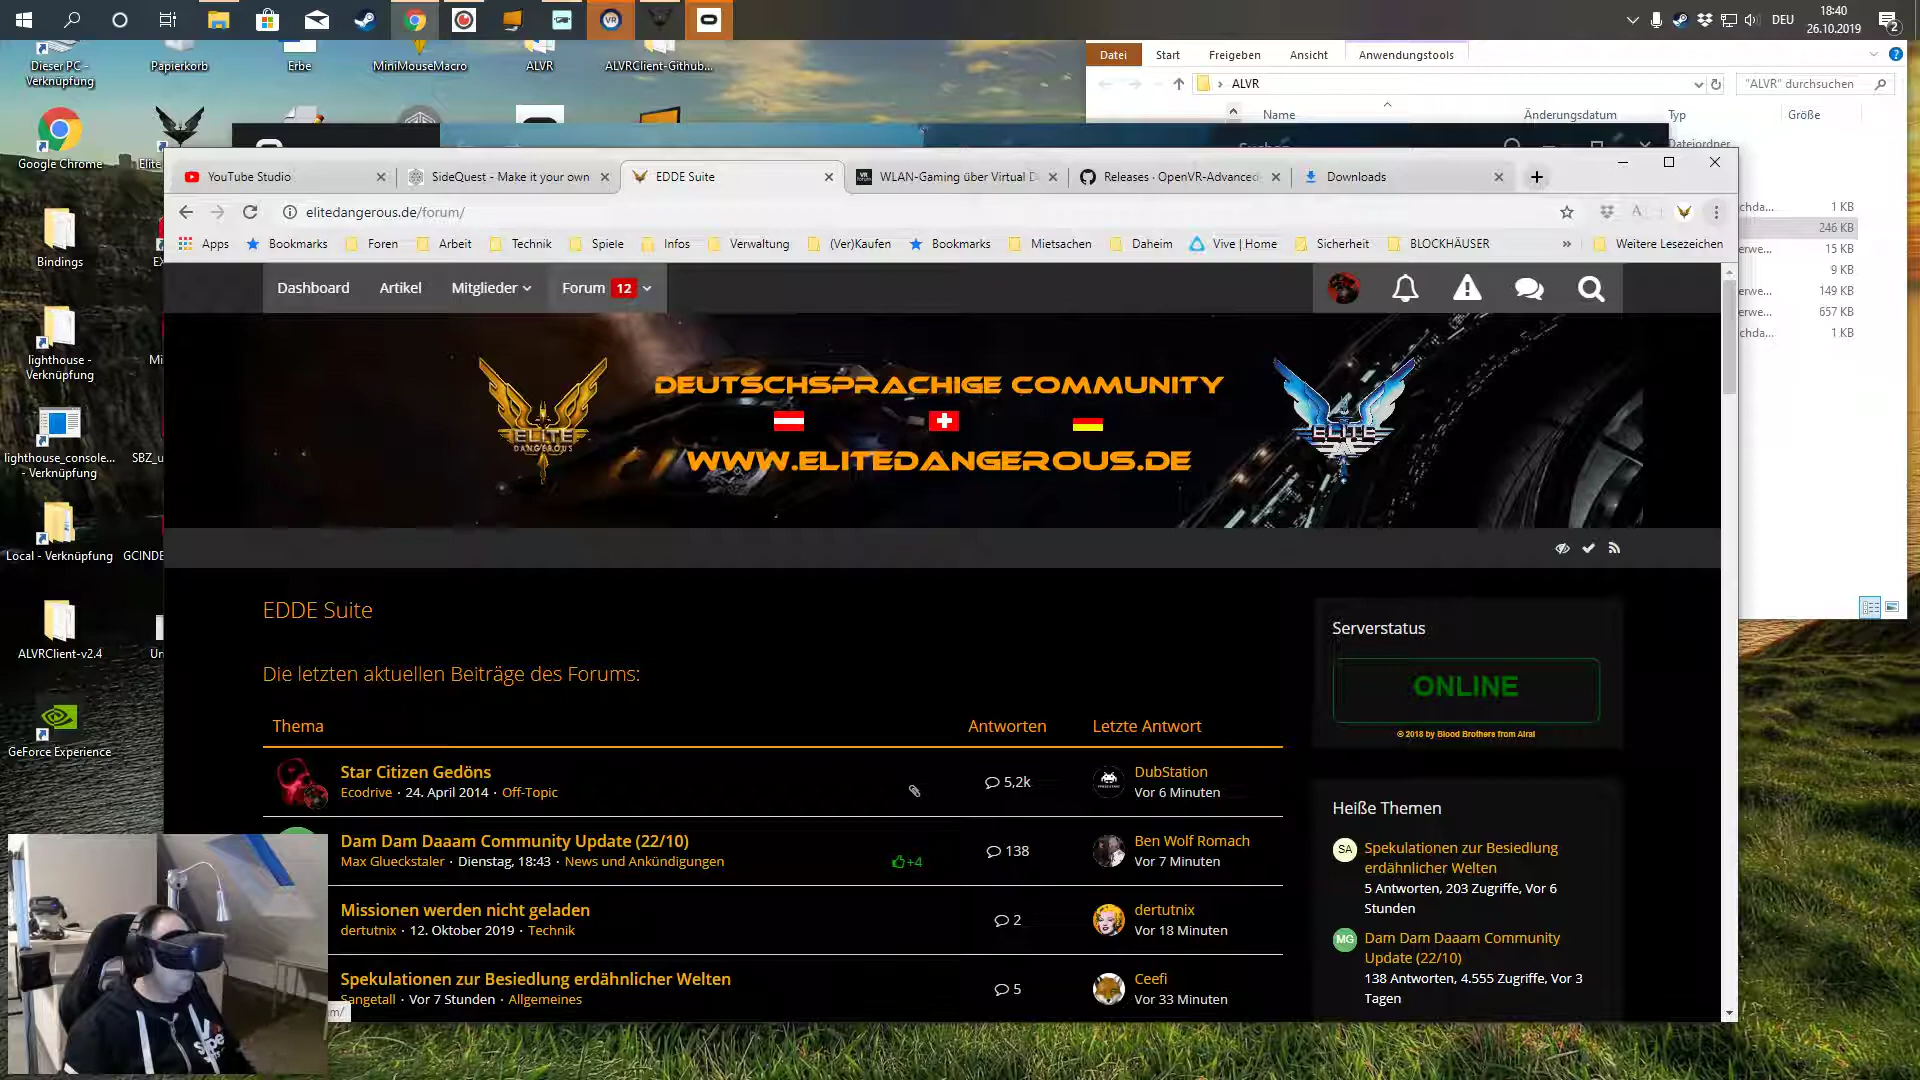 DEU
18:40
26.10.2019
2
Dieser PC -
Verknüpfung
Papierkorb
Erbe
MiniMouseMacro
ALVR
ALVRClient-Github...
Google Chrome
Bindings
lighthouse -
Verknüpfung
lighthouse_console...
- Verknüpfung
SBZ_u
Local - Verknüpfung
GCINDE
ALVRClient-v2.4
GeForce Experience
Datei
Start
Freigeben
Ansicht
Anwendungstools
ALVR
"ALVR" durchsuchen
Name
Änderungsdatum
Typ
Größe
Dateiordner
1 KB
246 KB
15 KB
9 KB
149 KB
657 KB
1 KB
YouTube Studio
SideQuest - Make it your own
EDDE Suite
WLAN-Gaming über Virtual D
Releases · OpenVR-Advanced-
Downloads
elitedangerous.de/forum/
Apps
Bookmarks
Foren
Arbeit
Technik
Spiele
Infos
Verwaltung
(Ver)Kaufen
Bookmarks
Mietsachen
Daheim
Vive | Home
Sicherheit
BLOCKHÄUSER
»
Weitere Lesezeichen
Dashboard
Artikel
Mitglieder
Forum 12
DEUTSCHSPRACHIGE COMMUNITY
WWW.ELITEDANGEROUS.DE
ELITE
DANGEROUS
ELITE
EDDE Suite
Die letzten aktuellen Beiträge des Forums:
Thema
Antworten
Letzte Antwort
Star Citizen Gedöns
Ecodrive · 24. April 2014 · Off-Topic
5,2k
DubStation
Vor 6 Minuten
Dam Dam Daaam Community Update (22/10)
Max Glueckstaler · Dienstag, 18:43 · News und Ankündigungen
+4
138
Ben Wolf Romach
Vor 7 Minuten
Missionen werden nicht geladen
dertutnix · 12. Oktober 2019 · Technik
2
dertutnix
Vor 18 Minuten
Spekulationen zur Besiedlung erdähnlicher Welten
Sangetall · Vor 7 Stunden · Allgemeines
5
Ceefi
Vor 33 Minuten
Serverstatus
ONLINE
© 2018 by Blood Brothers from Alrai
Heiße Themen
SA
Spekulationen zur Besiedlung
erdähnlicher Welten
5 Antworten, 203 Zugriffe, Vor 6
Stunden
MG
Dam Dam Daaam Community
Update (22/10)
138 Antworten, 4.555 Zugriffe, Vor 3
Tagen